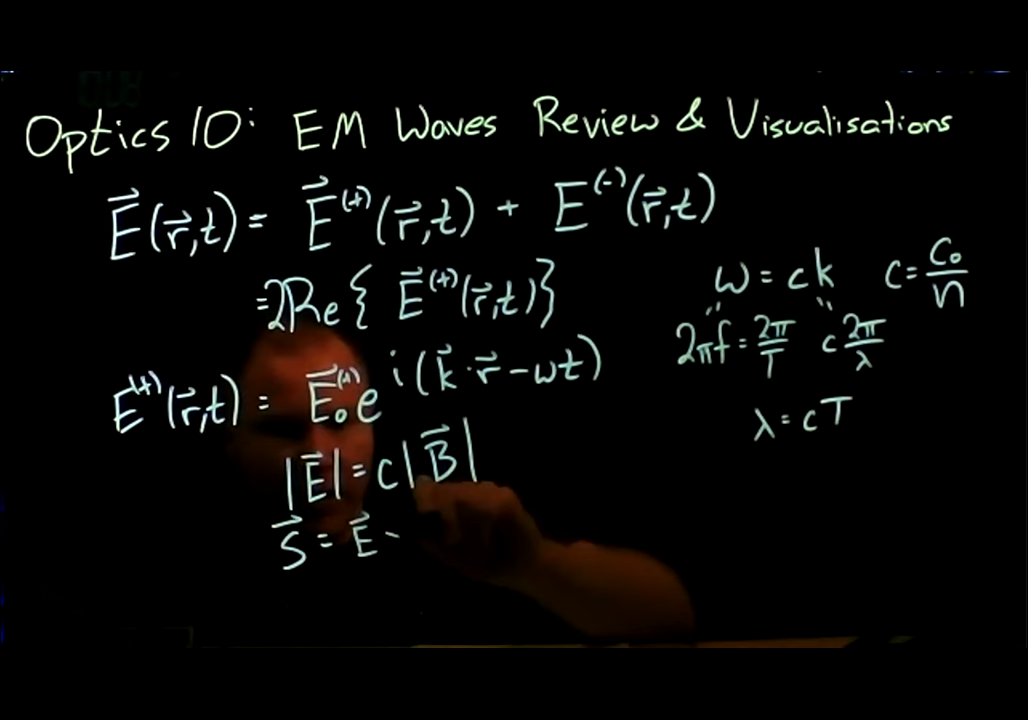 Optics 10: EM Waves Review & Visualisations
E⃗(r⃗,t) = E⃗⁽⁺⁾(r⃗,t) + E⁽⁻⁾(r⃗,t)
=2Re{ E⃗⁽⁺⁾(r⃗,t)}
ω = ck c = c₀/n
2πf = 2π/T c 2π/λ
E⁽⁺⁾(r⃗,t) = E⃗₀⁽⁺⁾ e^{i(k⃗·r⃗-ωt)}
λ = cT
|E⃗| = c|B⃗|
S⃗ = E⃗